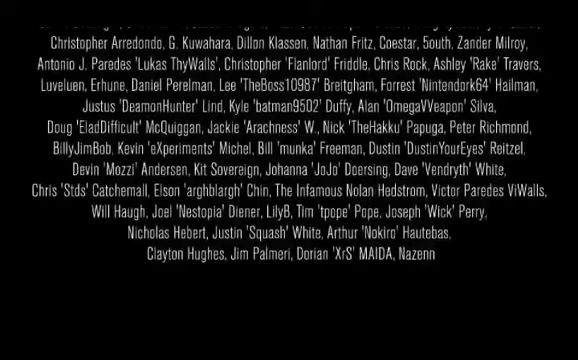 Christopher Arredondo, G. Kuwahara, Dillon Klassen, Nathan Fritz, Coestar, 5outh, Zander Milroy,
Antonio J. Paredes 'Lukas ThyWalls', Christopher 'Flanlord' Friddle, Chris Rock, Ashley 'Rake' Travers,
Luveluen, Erhune, Daniel Perelman, Lee 'TheBoss10987' Breitgham, Forrest 'Nintendork64' Hailman,
Justus 'DeamonHunter' Lind, Kyle 'batman9502' Duffy, Alan 'OmegaVVeapon' Silva,
Doug 'EladDifficult' McQuiggan, Jackie 'Arachness' W., Nick 'TheHakku' Papuga, Peter Richmond,
BillyJimBob, Kevin 'eXperiments' Michel, Bill 'munka' Freeman, Dustin 'DustinYourEyes' Reitzel,
Devin 'Mozzi' Andersen, Kit Sovereign, Johanna 'JoJo' Doersing, Dave 'Vendryth' White,
Chris 'Stds' Catchemall, Elson 'arghblargh' Chin, The Infamous Nolan Hedstrom, Victor Paredes ViWalls,
Will Haugh, Joel 'Nestopia' Diener, LilyB, Tim 'tpope' Pope, Joseph 'Wick' Perry,
Nicholas Hebert, Justin 'Squash' White, Arthur 'Nokiro' Hautebas,
Clayton Hughes, Jim Palmeri, Dorian 'XrS' MAIDA, Nazenn